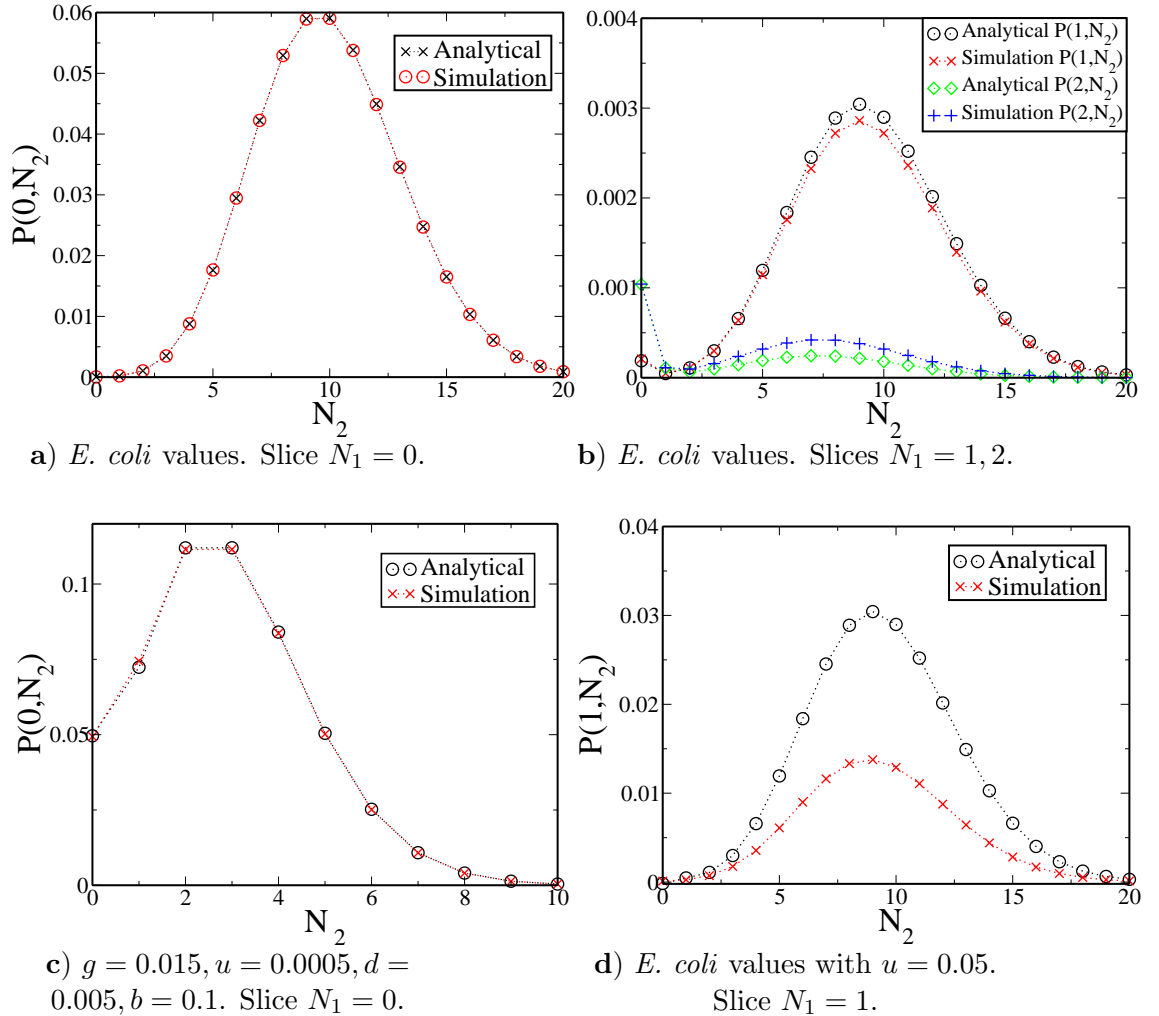 0.06
0.05
0.04
0.03
0.02
0.01
0
P(0,N₂)
Analytical
Simulation
0 5 10 15 20
N₂
a) E. coli values. Slice N₁ = 0.
0.004
0.003
0.002
0.001
0
Analytical P(1,N₂)
Simulation P(1,N₂)
Analytical P(2,N₂)
Simulation P(2,N₂)
0 5 10 15 20
N₂
b) E. coli values. Slices N₁ = 1, 2.
0.1
0.05
0
P(0,N₂)
Analytical
Simulation
0 2 4 6 8 10
N₂
c) g = 0.015, u = 0.0005, d =
0.005, b = 0.1. Slice N₁ = 0.
0.04
0.03
0.02
0.01
0
P(1,N₂)
Analytical
Simulation
0 5 10 15 20
N₂
d) E. coli values with u = 0.05.
Slice N₁ = 1.